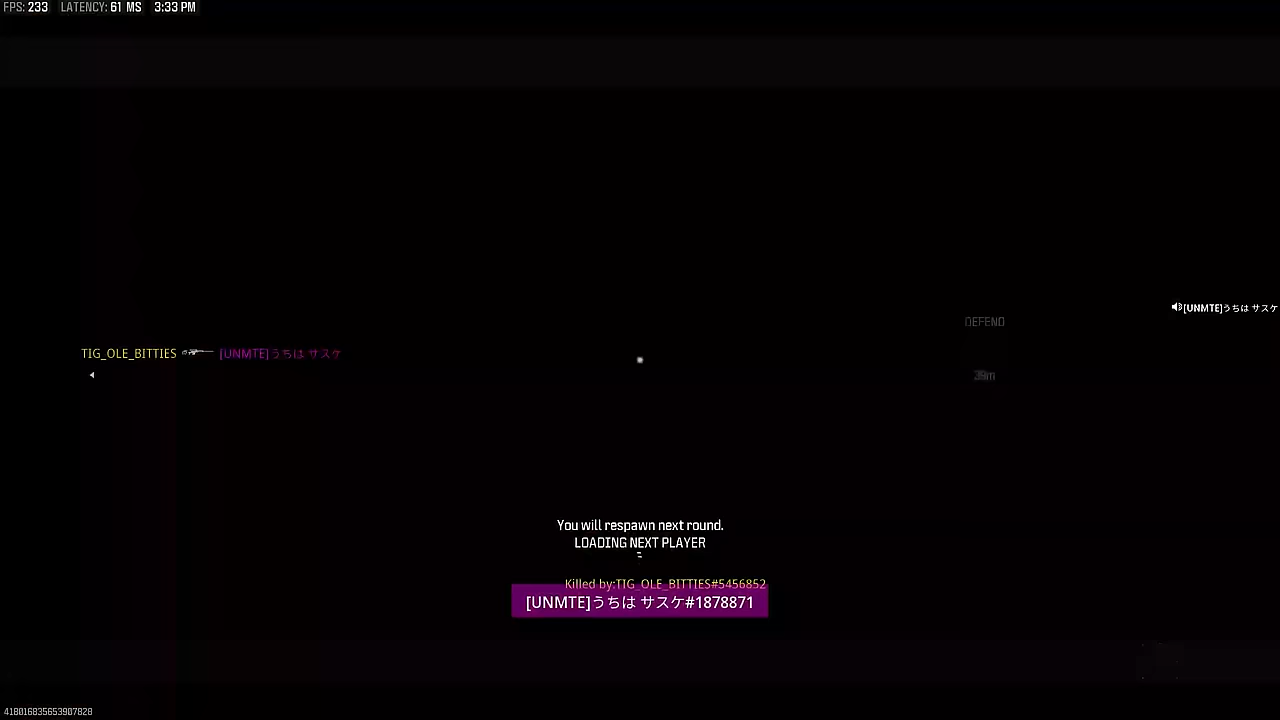 FPS: 233 LATENCY: 61 MS 3:33 PM
[UNMTE]うちは サスケ
DEFEND
TIG_OLE_BITTIES [UNMTE]うちは サスケ
39m
You will respawn next round.
LOADING NEXT PLAYER
Killed by:TIG_OLE_BITTIES#5456852
[UNMTE]うちは サスケ#1878871
418016835653907828